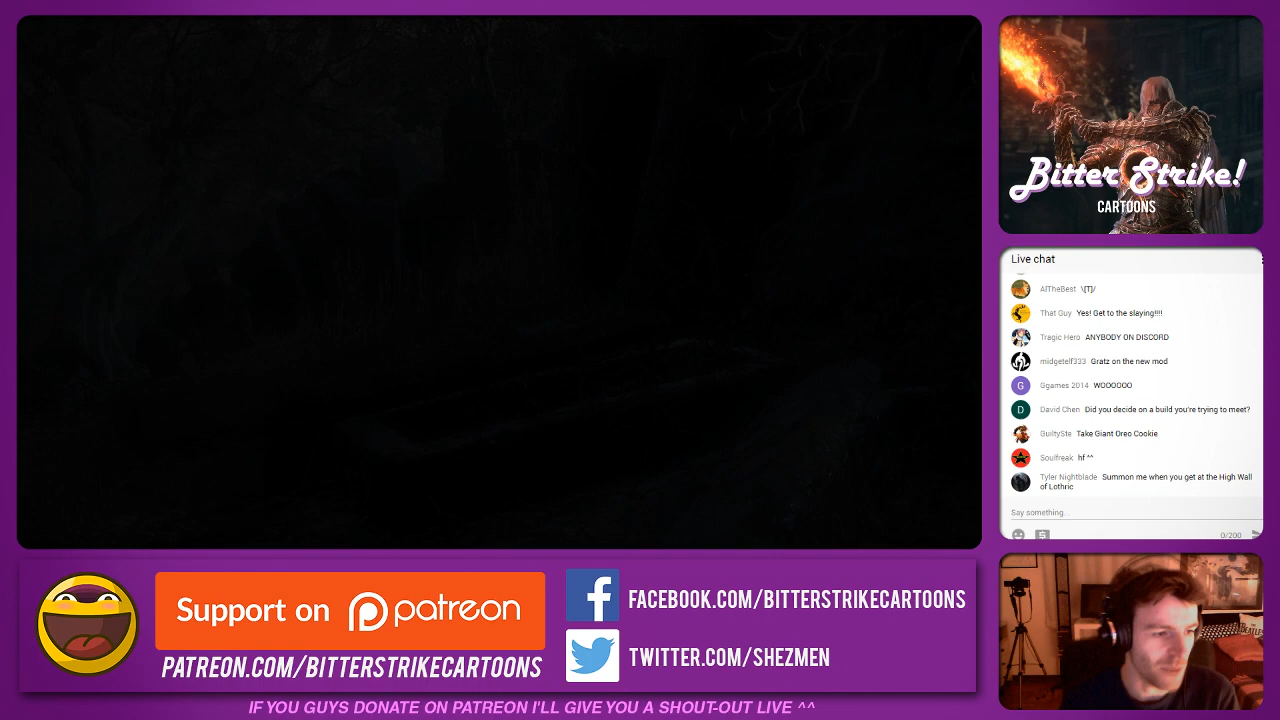 Bitter Strike!
CARTOONS
Live chat
AlTheBest \[T]/
That Guy Yes! Get to the slaying!!!!
Tragic Hero ANYBODY ON DISCORD
midgetelf333 Gratz on the new mod
G Ggames 2014 WOOOOOO
D David Chen Did you decide on a build you're trying to meet?
GuiltySte Take Giant Oreo Cookie
Soulfreak hf ^^
Tyler Nightblade Summon me when you get at the High Wall
of Lothric
Say something...
0/200
Support on patreon
PATREON.COM/BITTERSTRIKECARTOONS
FACEBOOK.COM/BITTERSTRIKECARTOONS
TWITTER.COM/SHEZMEN
IF YOU GUYS DONATE ON PATREON I'LL GIVE YOU A SHOUT-OUT LIVE ^^